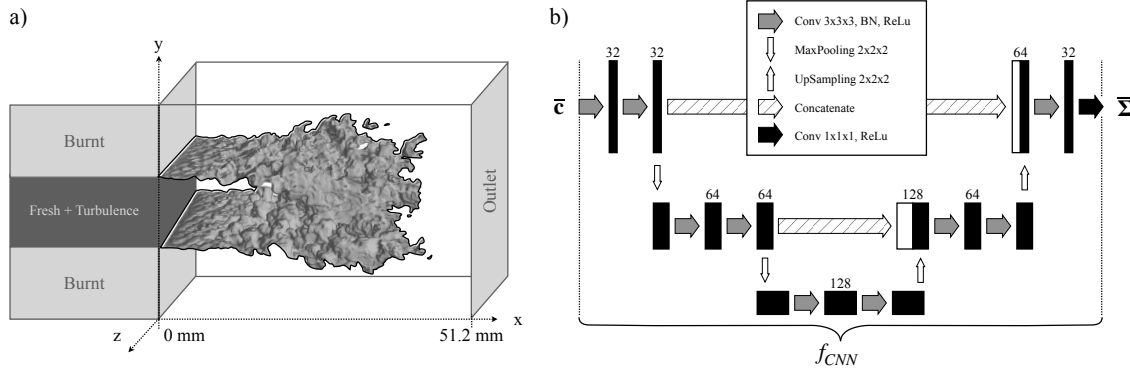 a)
y
Burnt
Fresh + Turbulence
Burnt
Outlet
z
0 mm
51.2 mm
x
b)
Conv 3x3x3, BN, ReLu
MaxPooling 2x2x2
UpSampling 2x2x2
Concatenate
Conv 1x1x1, ReLu
32
32
64
32
c̅
Σ̅
64
64
128
64
128
f_CNN